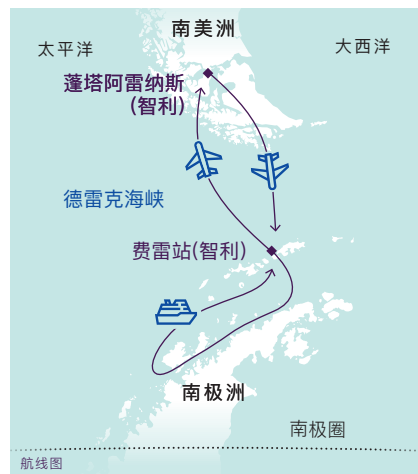 南美洲
太平洋
大西洋
蓬塔阿雷纳斯
(智利)
德雷克海峡
费雷站(智利)
南极洲
南极圈
航线图